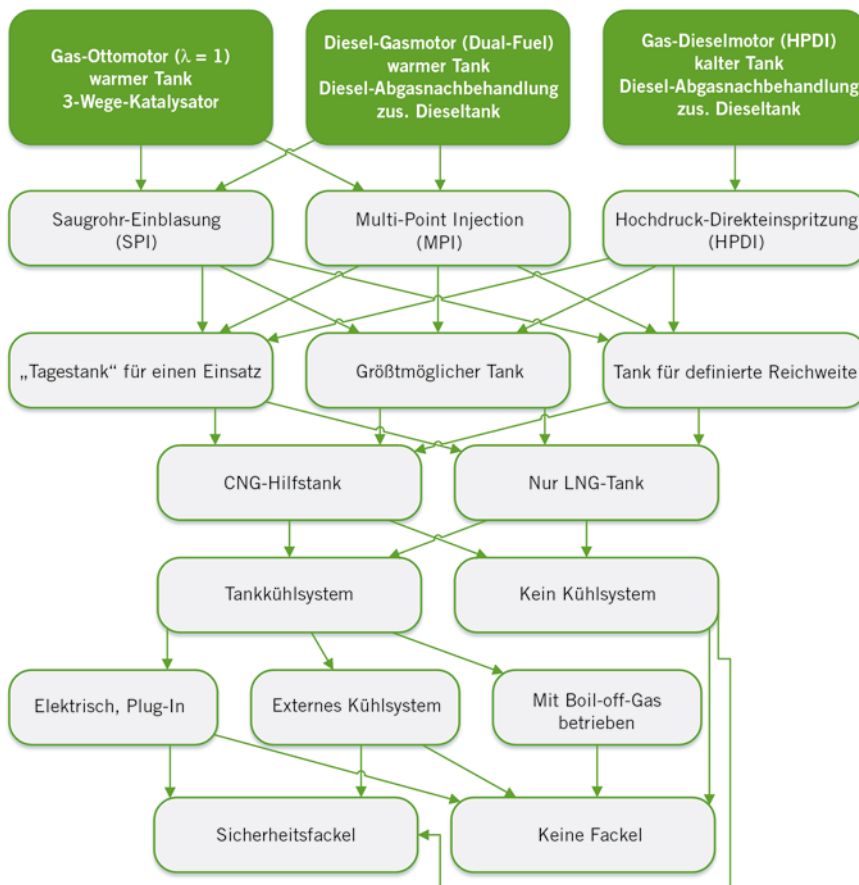 Gas-Ottomotor (λ = 1)
warmer Tank
3-Wege-Katalysator
Diesel-Gasmotor (Dual-Fuel)
warmer Tank
Diesel-Abgasnachbehandlung
zus. Dieseltank
Gas-Dieselmotor (HPDI)
kalter Tank
Diesel-Abgasnachbehandlung
zus. Dieseltank
Saugrohr-Einblasung
(SPI)
Multi-Point Injection
(MPI)
Hochdruck-Direkteinspritzung
(HPDI)
„Tagestank“ für einen Einsatz
Größtmöglicher Tank
Tank für definierte Reichweite
CNG-Hilfstank
Nur LNG-Tank
Tankkühlsystem
Kein Kühlsystem
Elektrisch, Plug-In
Externes Kühlsystem
Mit Boil-off-Gas
betrieben
Sicherheitsfackel
Keine Fackel